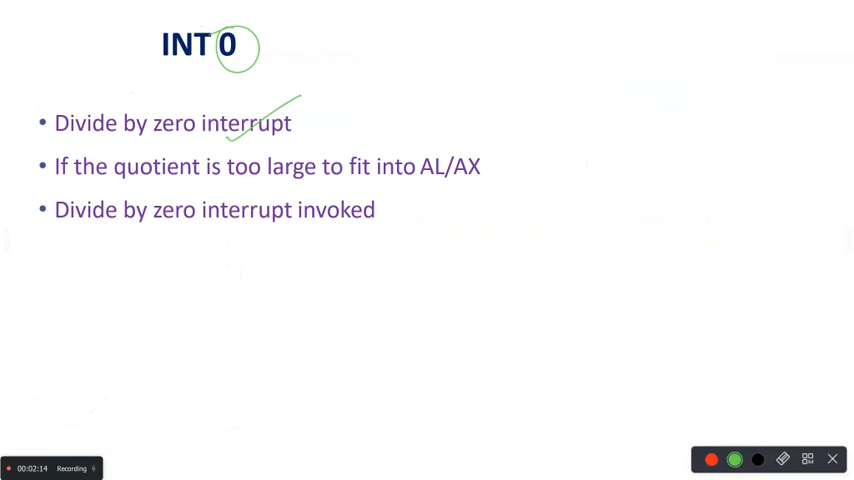 INT 0
• Divide by zero interrupt
• If the quotient is too large to fit into AL/AX
• Divide by zero interrupt invoked
00:02:14 Recording